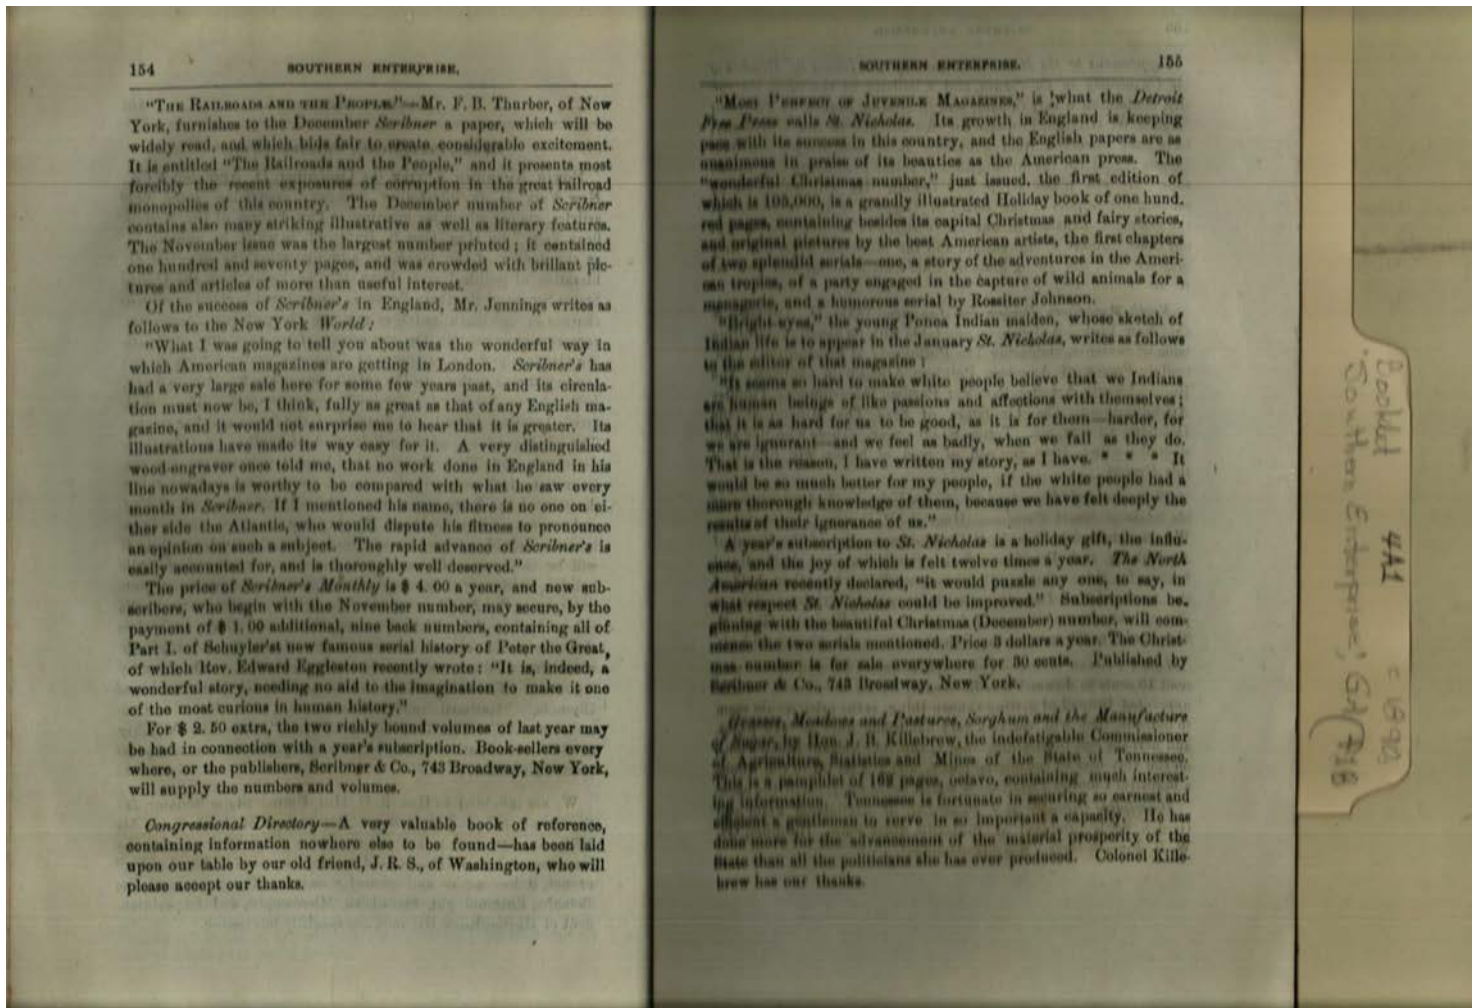 154
SOUTHERN ENTERPRISE.
"THE RAILROADS AND THE PEOPLE"—Mr. F. B. Thurber, of New
York, furnishes to the December Scribner a paper, which will be
widely read, and which bids fair to create considerable excitement.
It is entitled "The Railroads and the People," and it presents most
forcibly the recent exposures of corruption in the great railroad
monopolies of this country. The December number of Scribner
contains also many striking illustrative as well as literary features.
The November issue was the largest number printed; it contained
one hundred and seventy pages, and was crowded with brillant pic-
tures and articles of more than useful interest.
Of the success of Scribner's in England, Mr. Jennings writes as
follows to the New York World:
"What I was going to tell you about was the wonderful way in
which American magazines are getting in London. Scribner's has
had a very large sale here for some few years past, and its circula-
tion must now be, I think, fully as great as that of any English ma-
gazine, and it would not surprise me to hear that it is greater. Its
illustrations have made its way easy for it. A very distinguished
wood-engraver once told me, that no work done in England in his
line nowadays is worthy to be compared with what he saw every
month in Scribner. If I mentioned his name, there is no one on ei-
ther side the Atlantic, who would dispute his fitness to pronounce
an opinion on such a subject. The rapid advance of Scribner's is
easily accounted for, and is thoroughly well deserved."
The price of Scribner's Monthly is $ 4. 00 a year, and new sub-
scribers, who begin with the November number, may secure, by the
payment of $ 1. 00 additional, nine back numbers, containing all of
Part I. of Schuyler'st new famous serial history of Peter the Great,
of which Rev. Edward Eggleston recently wrote: "It is, indeed, a
wonderful story, needing no aid to the imagination to make it one
of the most curious in human history."
For $ 2. 50 extra, the two richly bound volumes of last year may
be had in connection with a year's subscription. Book-sellers every
where, or the publishers, Scribner & Co., 743 Broadway, New York,
will supply the numbers and volumes.
Congressional Directory—A very valuable book of reference,
containing information nowhere else to be found—has been laid
upon our table by our old friend, J. R. S., of Washington, who will
please accept our thanks.
SOUTHERN ENTERPRISE.
155
"MOST PERFECT OF JUVENILE MAGAZINES," is what the Detroit
Free Press calls St. Nicholas. Its growth in England is keeping
pace with its success in this country, and the English papers are as
unanimous in praise of its beauties as the American press. The
"wonderful Christmas number," just issued, the first edition of
which is 105,000, is a grandly illustrated Holiday book of one hund.
red pages, containing besides its capital Christmas and fairy stories,
and original pictures by the best American artists, the first chapters
of two splendid serials—one, a story of the adventures in the Ameri-
can tropics, of a party engaged in the capture of wild animals for a
menagerie, and a humorous serial by Rossiter Johnson.
"Bright-eyes," the young Ponca Indian maiden, whose sketch of
Indian life is to appear in the January St. Nicholas, writes as follows
to the editor of that magazine:
"It seems so hard to make white people believe that we Indians
are human beings of like passions and affections with themselves;
that it is as hard for us to be good, as it is for them—harder, for
we are ignorant—and we feel as badly, when we fail as they do.
That is the reason, I have written my story, as I have. * * * It
would be so much better for my people, if the white people had a
more thorough knowledge of them, because we have felt deeply the
results of their ignorance of us."
A year's subscription to St. Nicholas is a holiday gift, the influ-
ence, and the joy of which is felt twelve times a year. The North
American recently declared, "it would puzzle any one, to say, in
what respect St. Nicholas could be improved." Subscriptions be.
ginning with the beautiful Christmas (December) number, will com-
mence the two serials mentioned. Price 3 dollars a year. The Christ-
mas number is for sale everywhere for 30 cents. Published by
Scribner & Co., 743 Broadway, New York.
Grasses, Meadows and Pastures, Sorghum and the Manufacture
of Sugar, by Hon. J. B. Killebrew, the indefatigable Commissioner
of Agriculture, Statistics and Mines of the State of Tennessee.
This is a pamphlet of 162 pages, octavo, containing much interest-
ing information. Tennessee is fortunate in securing so earnest and
efficient a gentleman to serve in so important a capacity. He has
done more for the advancement of the material prosperity of the
State than all the politicians she has ever produced. Colonel Kille-
brew has our thanks.
Booklet 4A1
"Southern Enterprise, GA